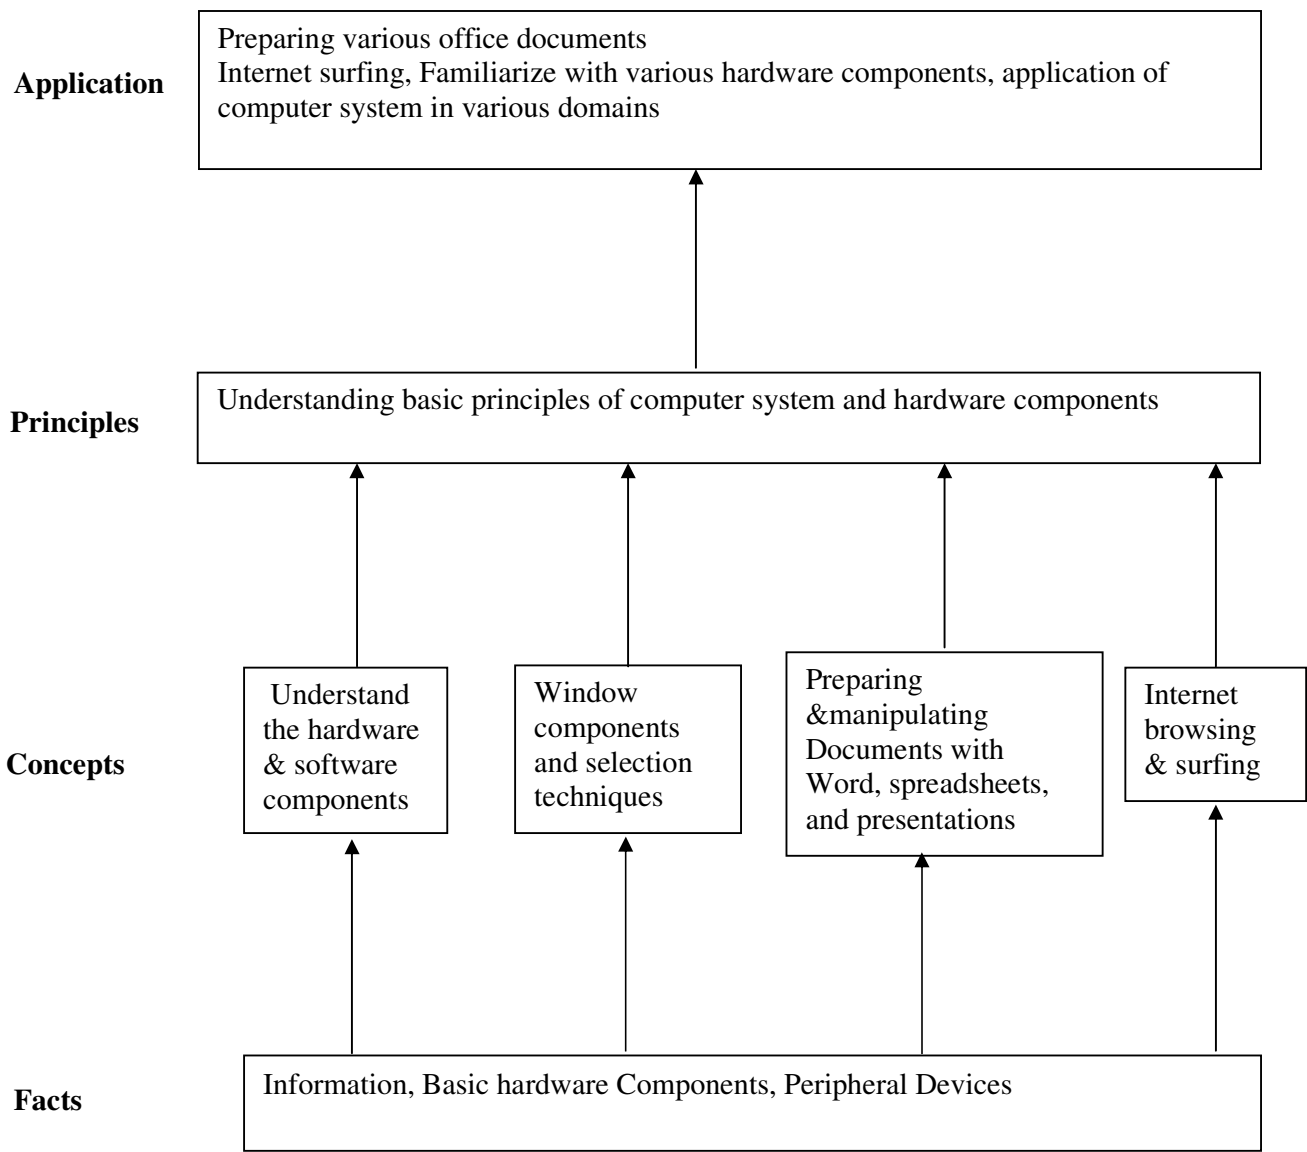 Application
Preparing various office documents
Internet surfing, Familiarize with various hardware components, application of
computer system in various domains
Principles
Understanding basic principles of computer system and hardware components
Concepts
Understand
the hardware
& software
components
Window
components
and selection
techniques
Preparing
&manipulating
Documents with
Word, spreadsheets,
and presentations
Internet
browsing
& surfing
Facts
Information, Basic hardware Components, Peripheral Devices